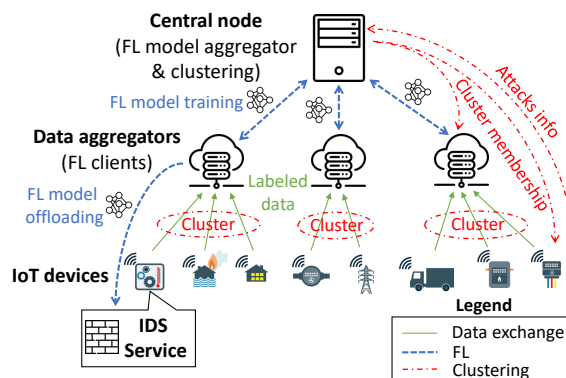 Central node
(FL model aggregator
& clustering)
FL model training
Attacks info
Cluster membership
Data aggregators
(FL clients)
FL model
offloading
Labeled
data
Cluster
Cluster
Cluster
IoT devices
IDS
Service
Legend
Data exchange
FL
Clustering